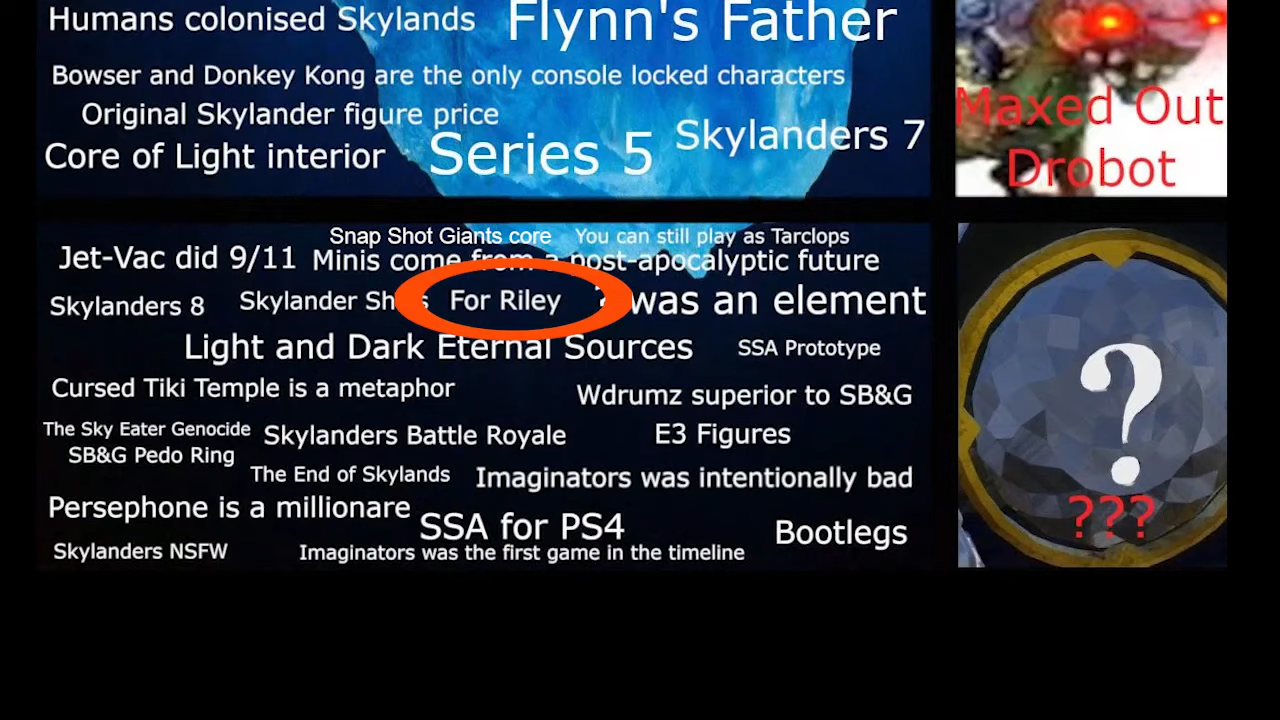 Humans colonised Skylands
Flynn's Father
Bowser and Donkey Kong are the only console locked characters
Original Skylander figure price
Core of Light interior
Series 5
Skylanders 7
Maxed Out
Drobot
Snap Shot Giants core
You can still play as Tarclops
Jet-Vac did 9/11
Minis come from a post-apocalyptic future
Skylanders 8
Skylander
For Riley
? was an element
Light and Dark Eternal Sources
SSA Prototype
Cursed Tiki Temple is a metaphor
Wdrumz superior to SB&G
The Sky Eater Genocide
Skylanders Battle Royale
E3 Figures
SB&G Pedo Ring
The End of Skylands
Imaginators was intentionally bad
Persephone is a millionare
SSA for PS4
Bootlegs
Skylanders NSFW
Imaginators was the first game in the timeline
?
???